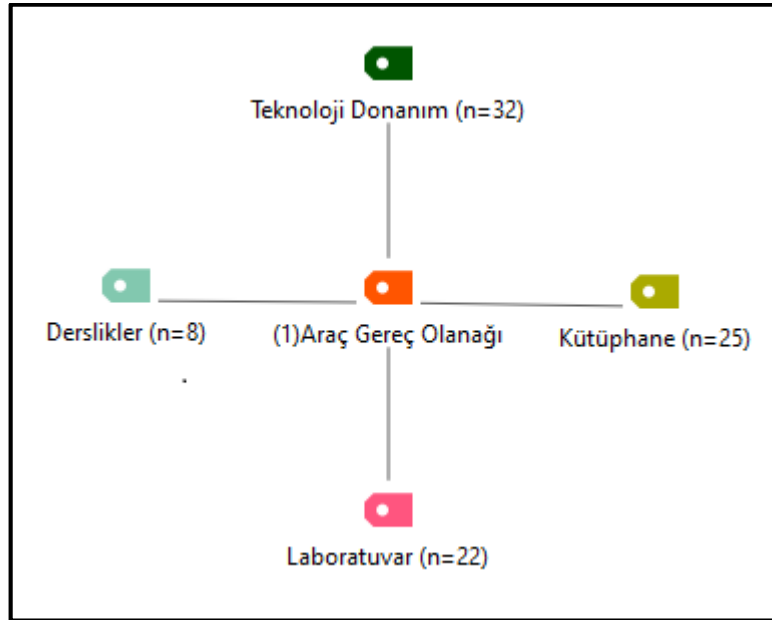 Teknoloji Donanım (n=32)
Derslikler (n=8)
(1)Araç Gereç Olanağı
Kütüphane (n=25)
Laboratuvar (n=22)